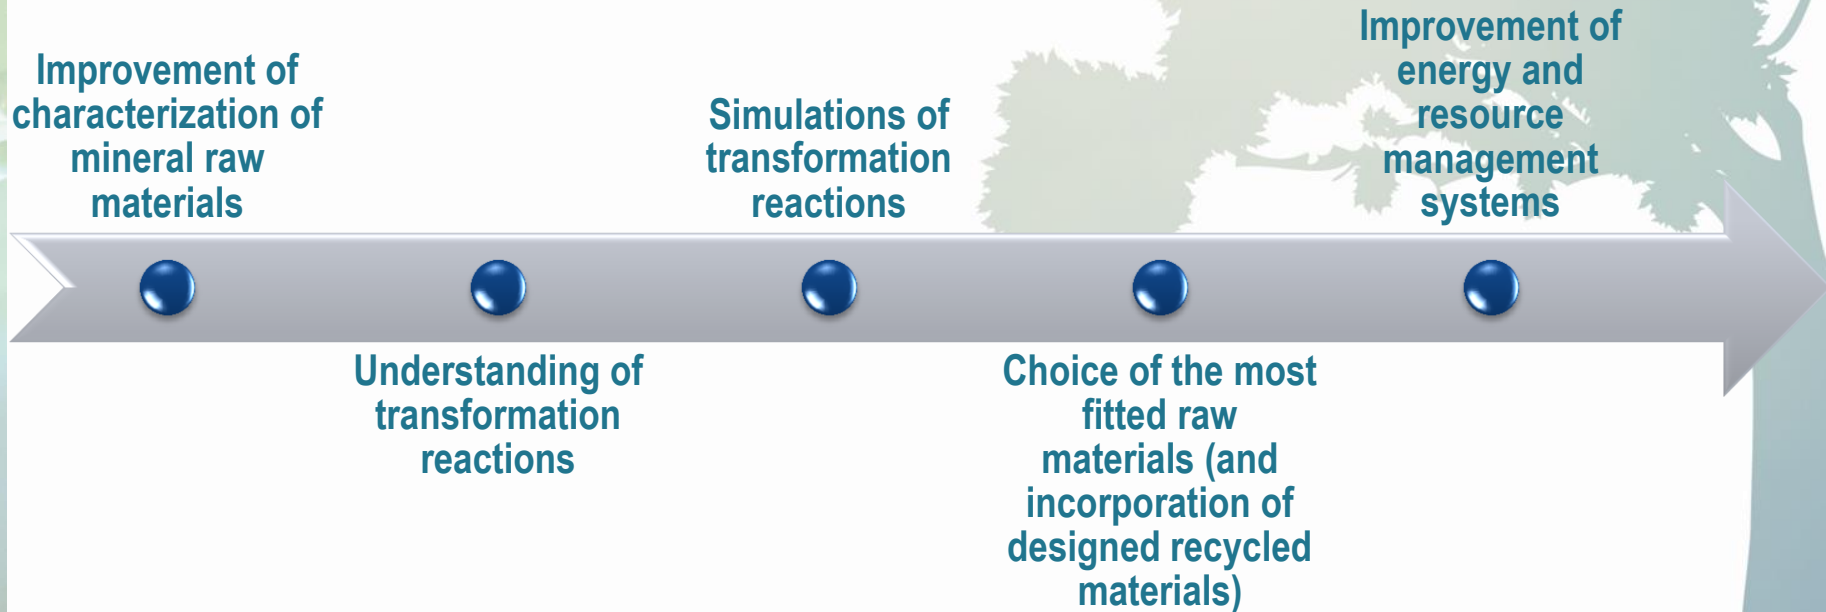 Improvement of
characterization of
mineral raw
materials
Understanding of
transformation
reactions
Simulations of
transformation
reactions
Choice of the most
fitted raw
materials (and
incorporation of
designed recycled
materials)
Improvement of
energy and
resource
management
systems